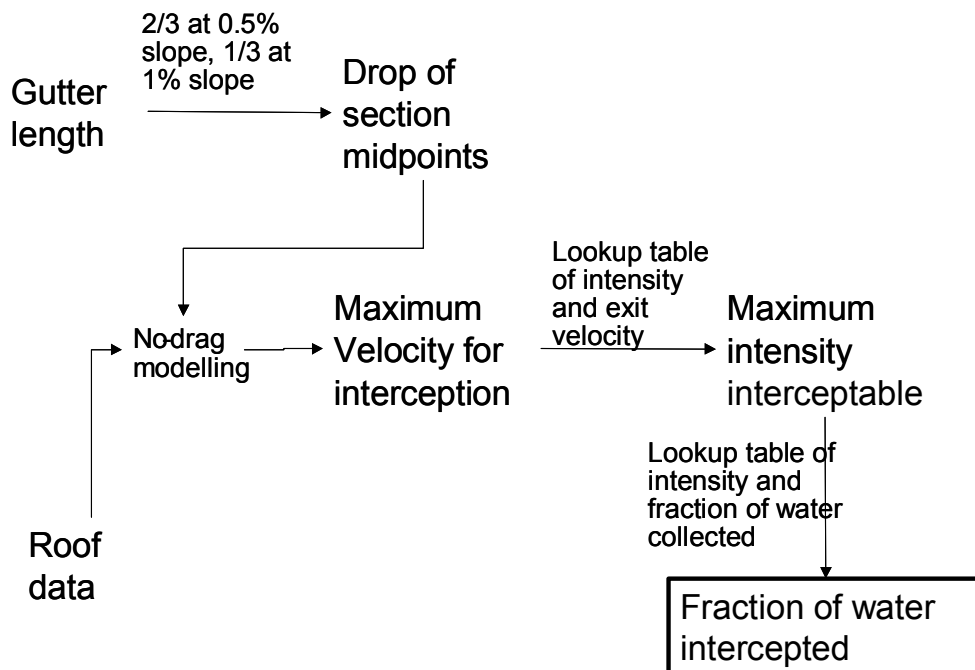 2/3 at 0.5%
slope, 1/3 at
1% slope
Gutter
length
Drop of
section
midpoints
No-drag
modelling
Maximum
Velocity for
interception
Lookup table
of intensity
and exit
velocity
Maximum
intensity
interceptable
Lookup table of
intensity and
fraction of water
collected
Roof
data
Fraction of water
intercepted